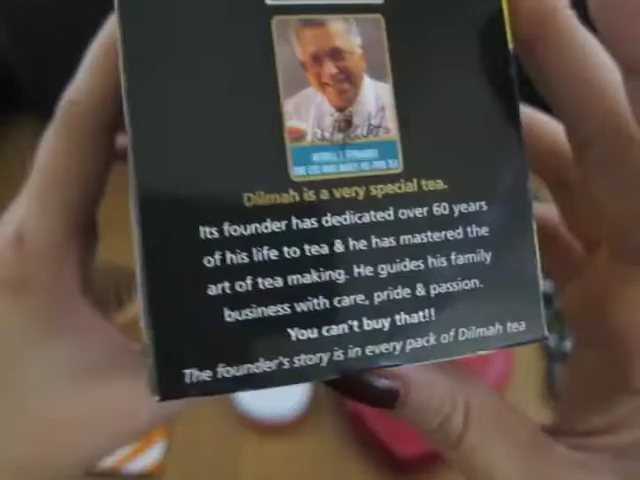 Dilmah is a very special tea.
Its founder has dedicated over 60 years
of his life to tea & he has mastered the
art of tea making. He guides his family
business with care, pride & passion.
You can't buy that!!
The founder's story is in every pack of Dilmah tea